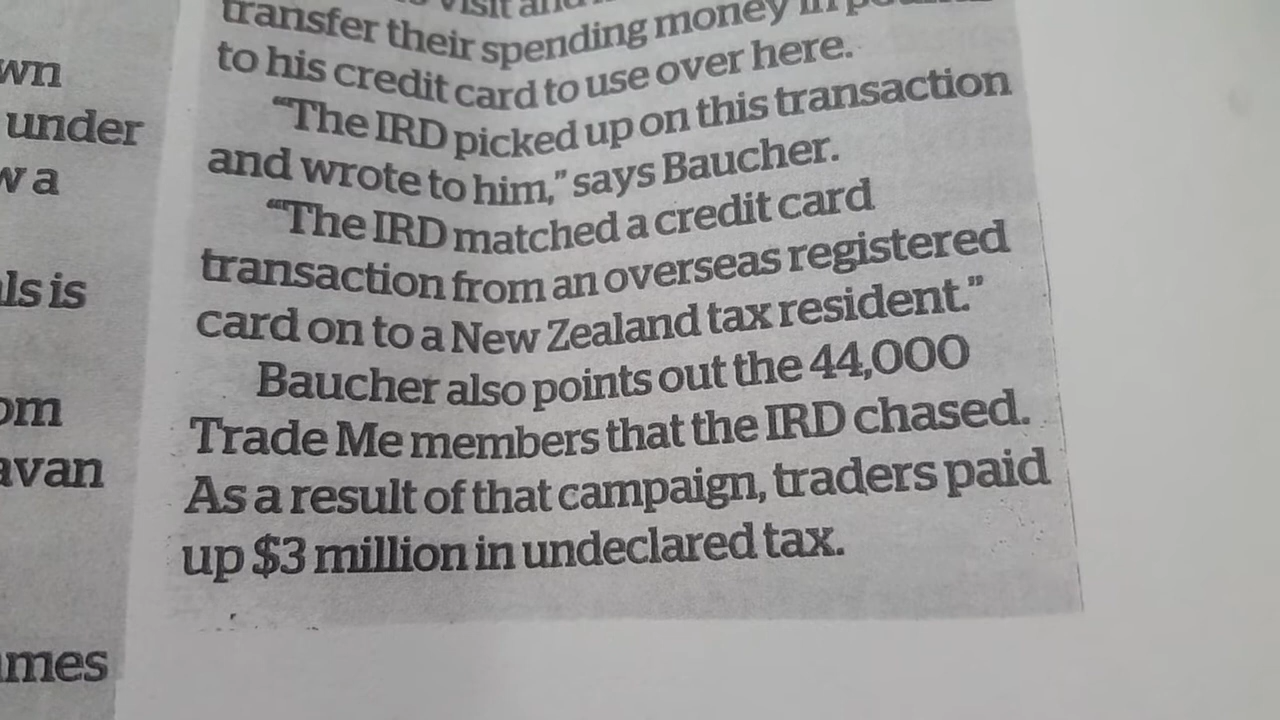 wn
under
w a
ls is
om
avan
mes
visit and
transfer their spending money in
to his credit card to use over here.
“The IRD picked up on this transaction
and wrote to him,” says Baucher.
“The IRD matched a credit card
transaction from an overseas registered
card on to a New Zealand tax resident.”
Baucher also points out the 44,000
Trade Me members that the IRD chased.
As a result of that campaign, traders paid
up $3 million in undeclared tax.